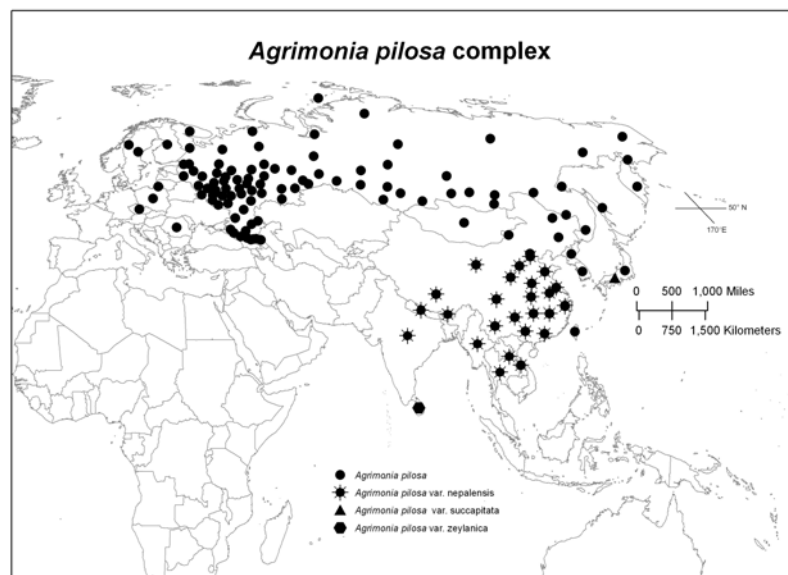 Agrimonia pilosa complex
50° N
170°E
0 500 1,000 Miles
0 750 1,500 Kilometers
Agrimonia pilosa
Agrimonia pilosa var. nepalensis
Agrimonia pilosa var. succapitata
Agrimonia pilosa var. zeylanica